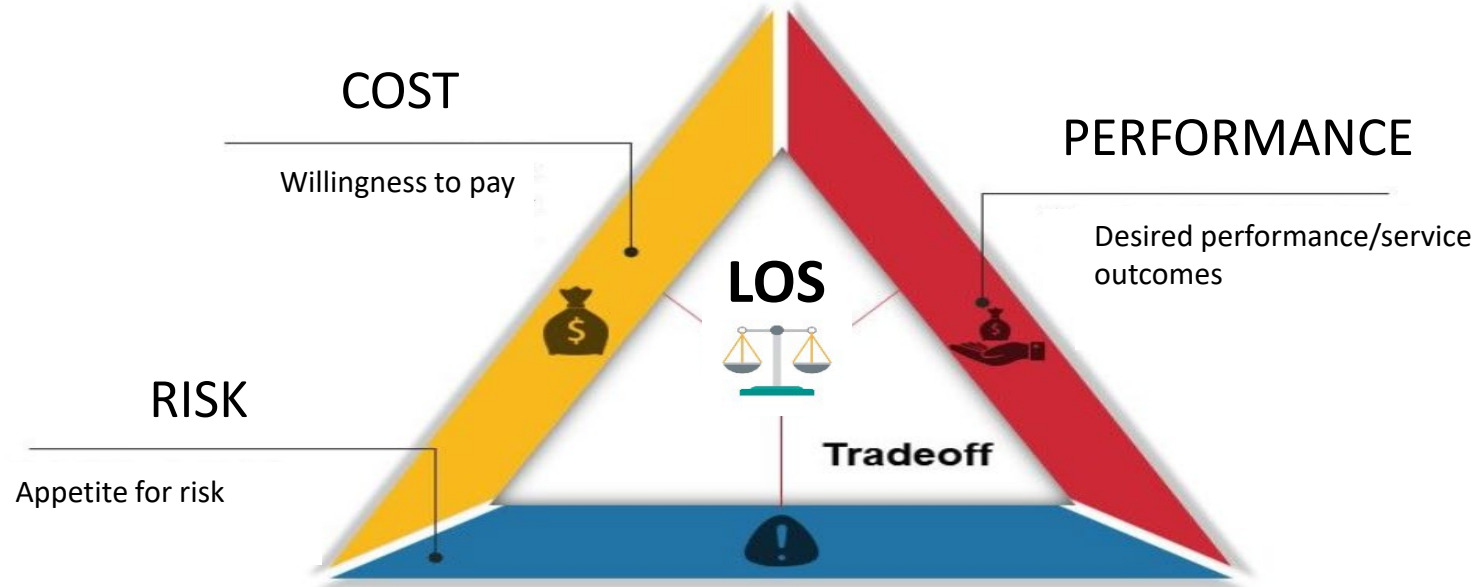 COST
Willingness to pay
PERFORMANCE
Desired performance/service
outcomes
LOS
$
RISK
Appetite for risk
Tradeoff
!